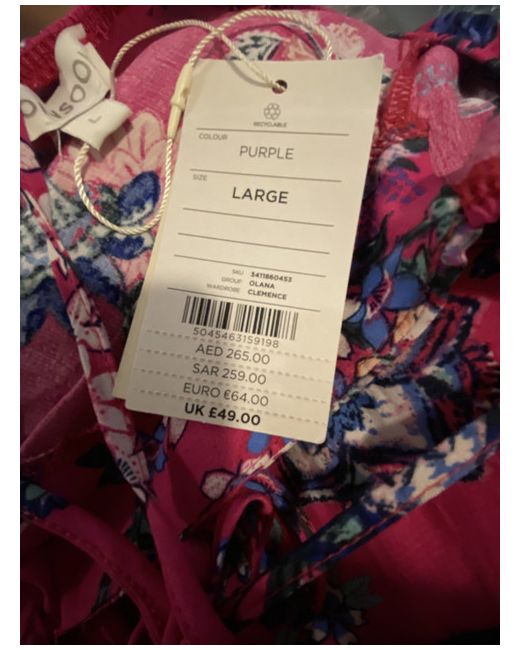 L
RECYCLABLE
COLOUR
PURPLE
SIZE
LARGE
SKU 3411860453
GROUP OLANA
WARDROBE CLEMENCE
5045463159198
AED 265.00
SAR 259.00
EURO €64.00
UK £49.00